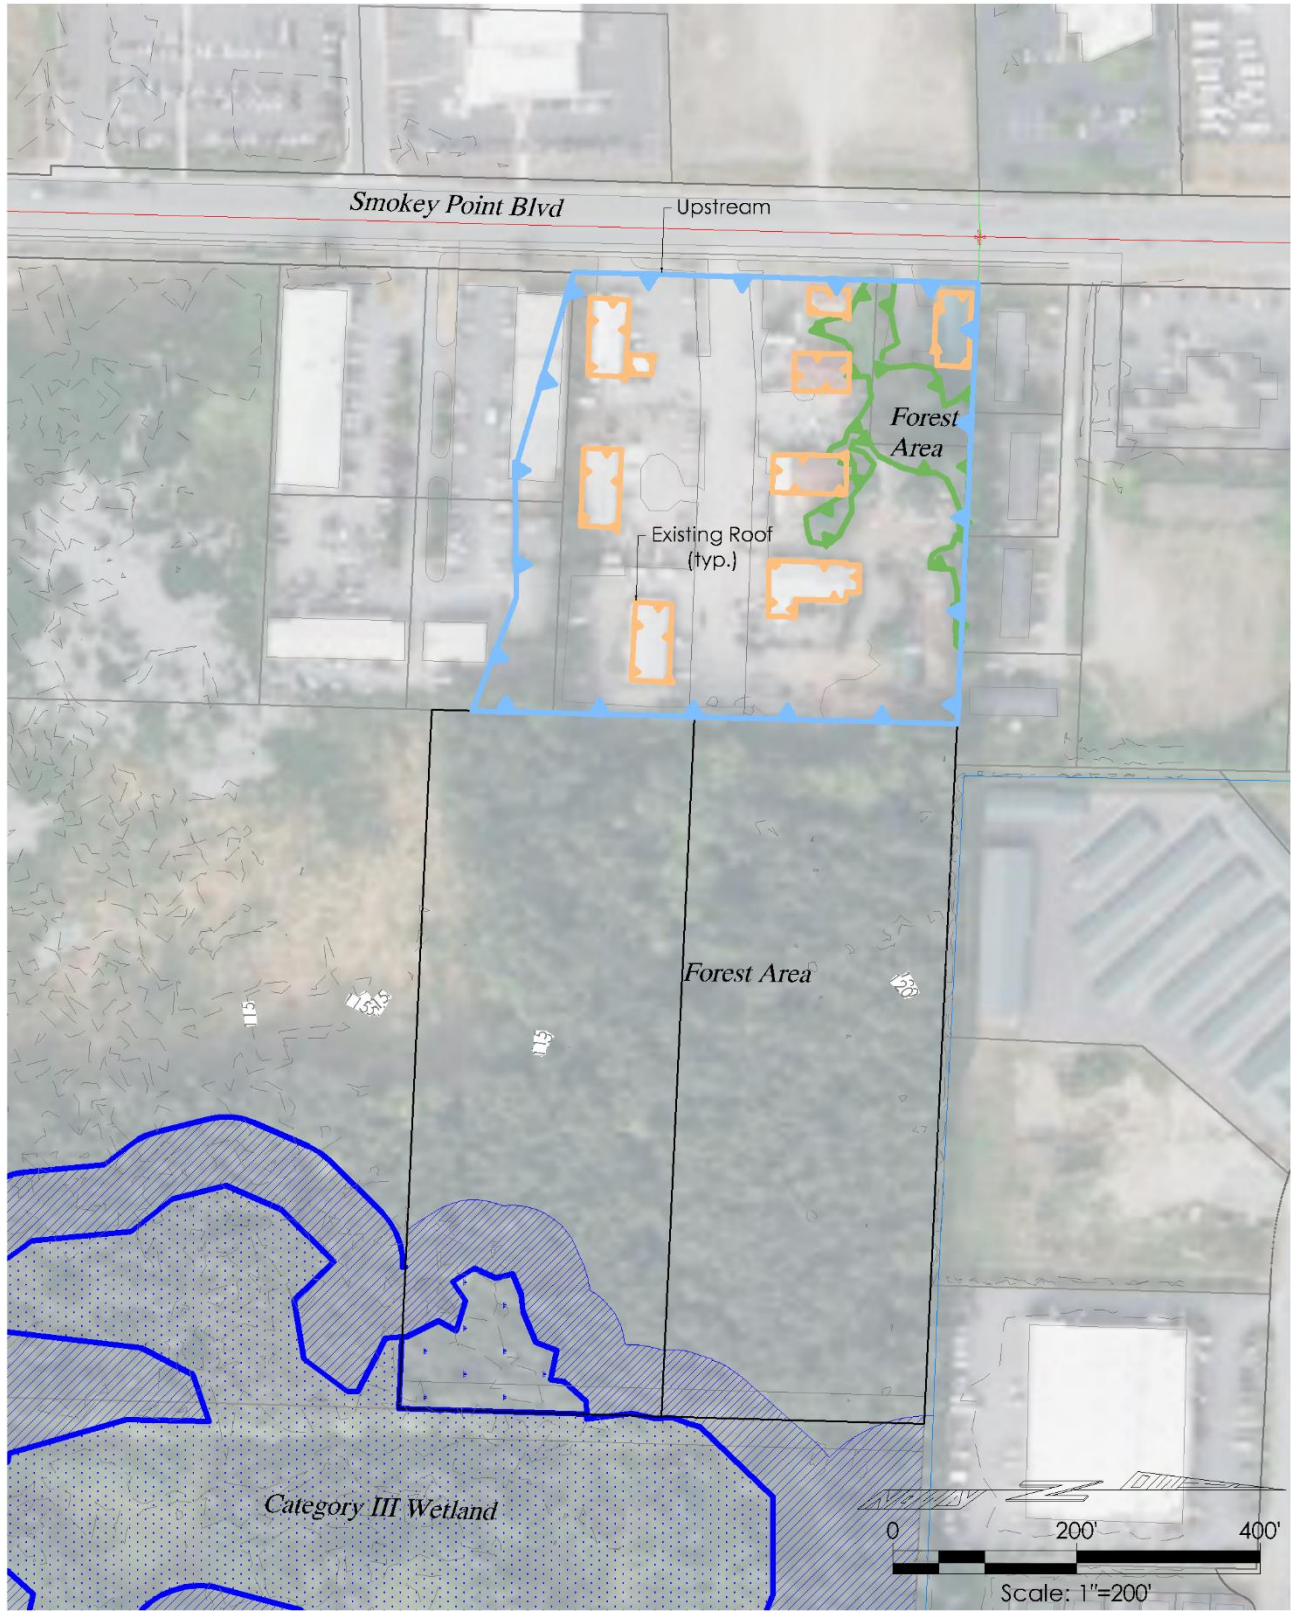 Smokey Point Blvd
Upstream
Forest
Area
Existing Roof
(typ.)
Forest Area
Category III Wetland
0
200'
400'
Scale: 1"=200'